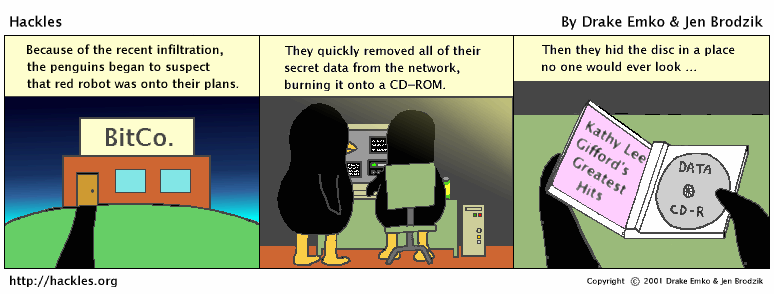 Hackles
By Drake Emko & Jen Brodzik
Because of the recent infiltration,
the penguins began to suspect
that red robot was onto their plans.
BitCo.
They quickly removed all of their
secret data from the network,
burning it onto a CD-ROM.
Then they hid the disc in a place
no one would ever look ...
Kathy Lee
Gifford's
Greatest
Hits
DATA
CD-R
http://hackles.org
Copyright © 2001 Drake Emko & Jen Brodzik